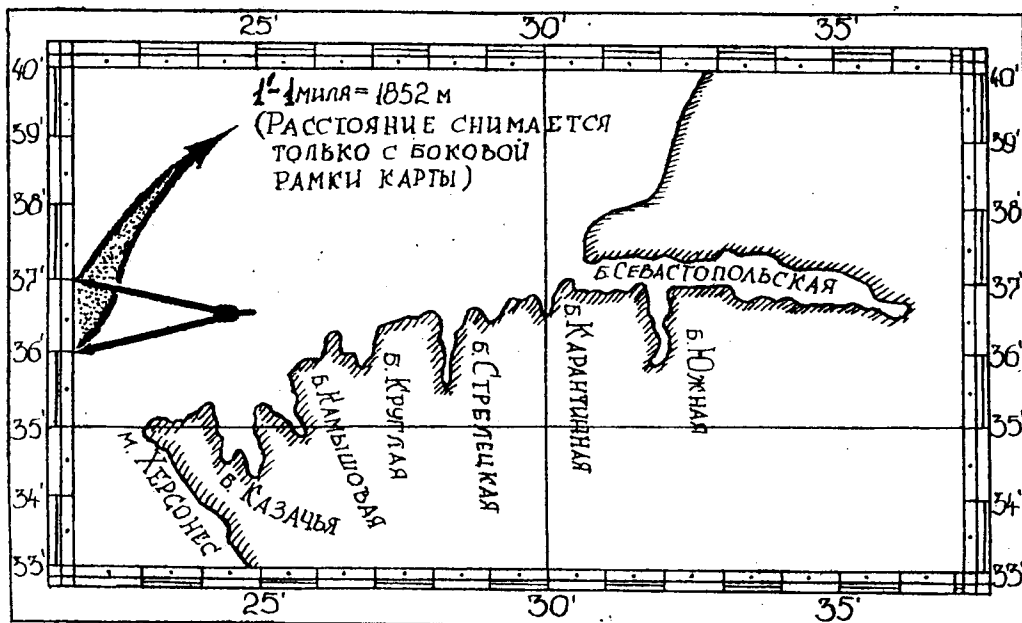 25' 30' 35'
40' 40'
1'-1 МИЛЯ = 1852 М
(РАССТОЯНИЕ СНИМАЕТСЯ
ТОЛЬКО С БОКОВОЙ
РАМКИ КАРТЫ)
39' 39'
38' 38'
37' 37'
Б. СЕВАСТОПОЛЬСКАЯ
36' 36'
Б. КАМЫШОВАЯ
Б. КРУГЛАЯ
Б. СТРЕЛЕЦКАЯ
Б. КАРАНТИННАЯ
Б. ЮЖНАЯ
35' 35'
М. ХЕРСОНЕС
Б. КАЗАЧЬЯ
34' 34'
33' 33'
25' 30' 35'